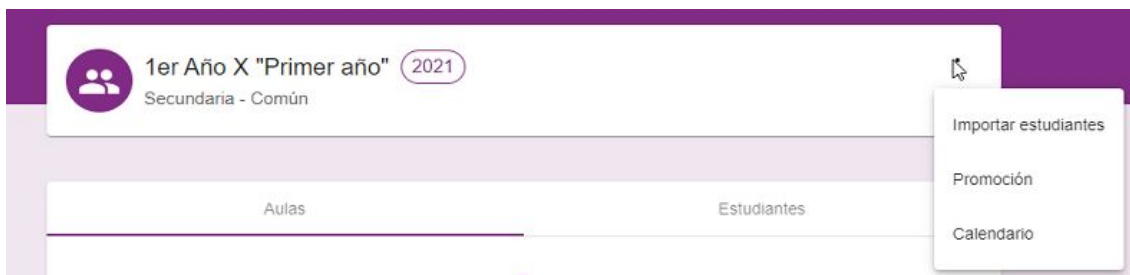 1er Año X "Primer año" 2021
Secundaria - Común
Importar estudiantes
Promoción
Calendario
Aulas
Estudiantes